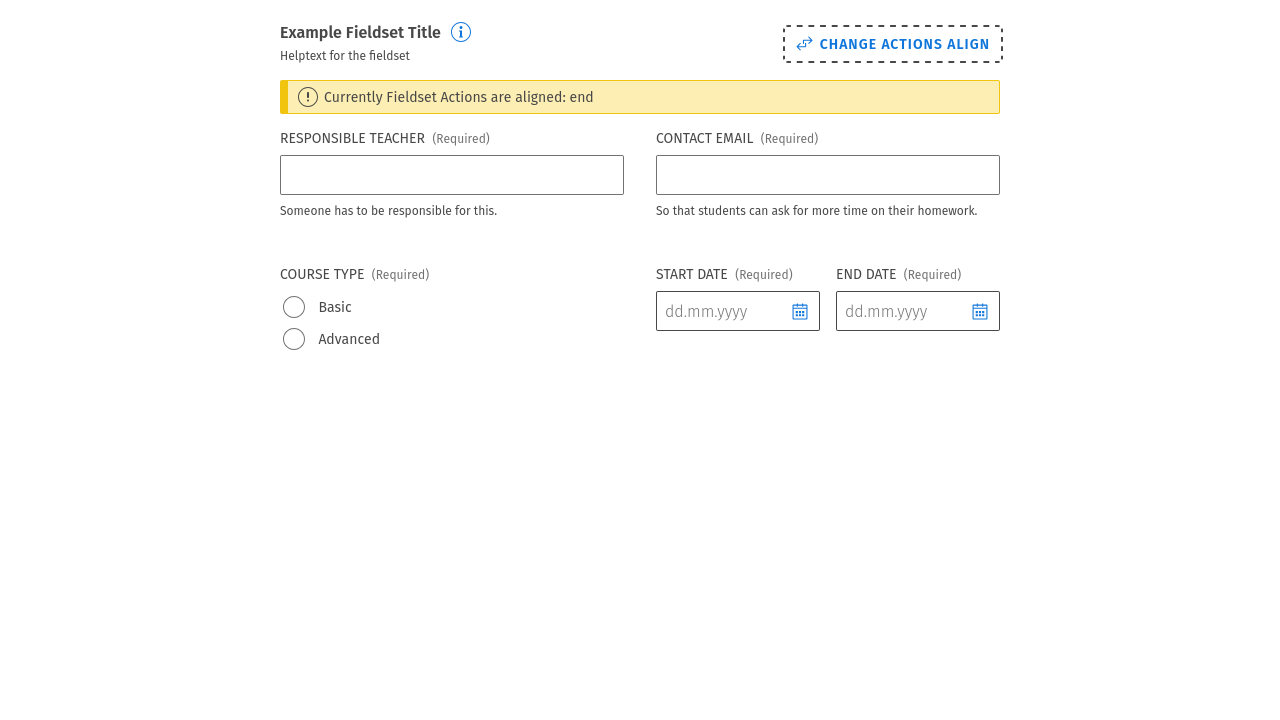 Example Fieldset Title
CHANGE ACTIONS ALIGN
Helptext for the fieldset
Currently Fieldset Actions are aligned: end
RESPONSIBLE TEACHER (Required)
CONTACT EMAIL (Required)
Someone has to be responsible for this.
So that students can ask for more time on their homework.
COURSE TYPE (Required)
Basic
Advanced
START DATE (Required)
dd.mm.yyyy
END DATE (Required)
dd.mm.yyyy